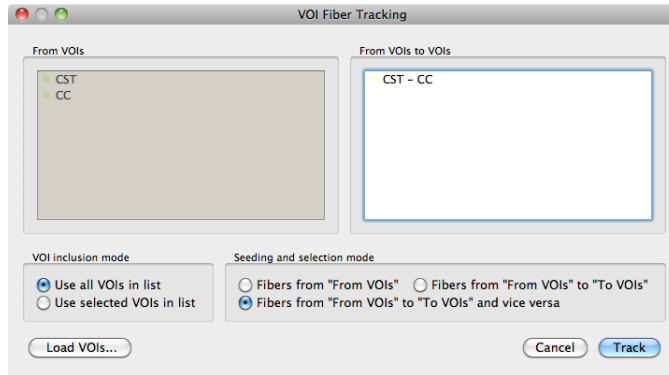 VOI Fiber Tracking
From VOIs
From VOIs to VOIs
CST
CC
CST - CC
VOI inclusion mode
Use all VOIs in list
Use selected VOIs in list
Seeding and selection mode
Fibers from "From VOIs"
Fibers from "From VOIs" to "To VOIs"
Fibers from "From VOIs" to "To VOIs" and vice versa
Load VOIs...
Cancel
Track